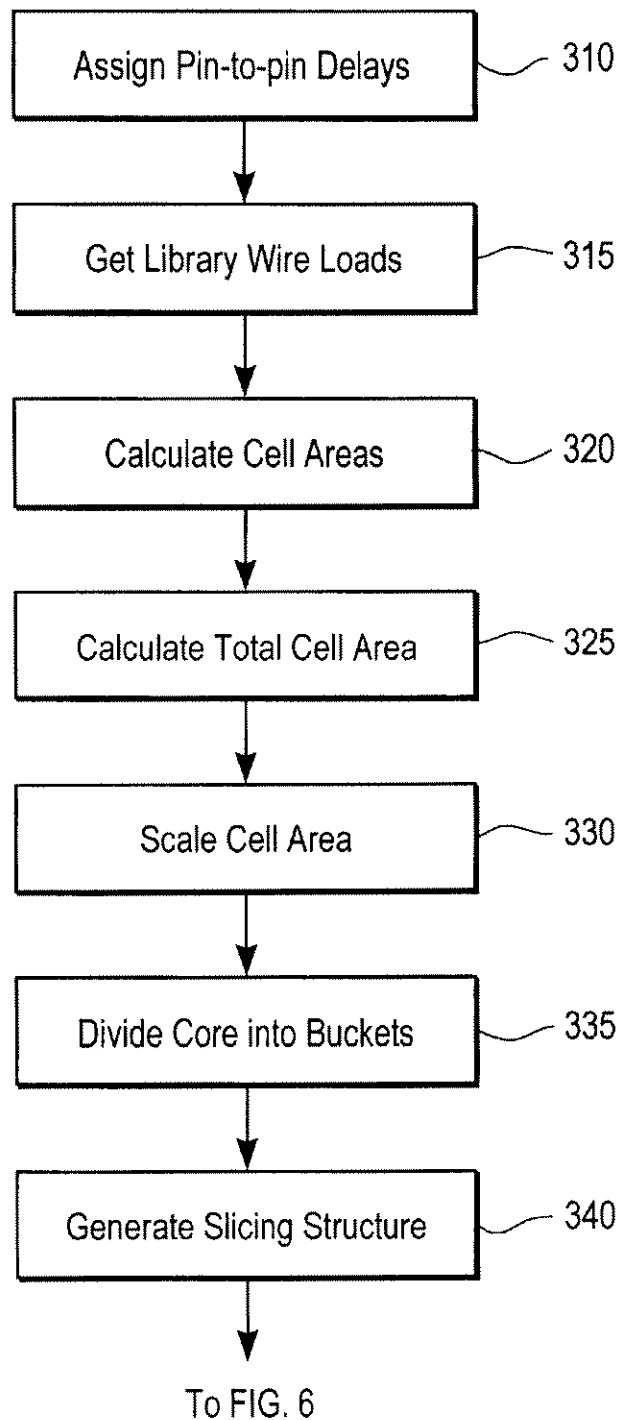 Assign Pin-to-pin Delays 310
Get Library Wire Loads 315
Calculate Cell Areas 320
Calculate Total Cell Area 325
Scale Cell Area 330
Divide Core into Buckets 335
Generate Slicing Structure 340
To FIG. 6